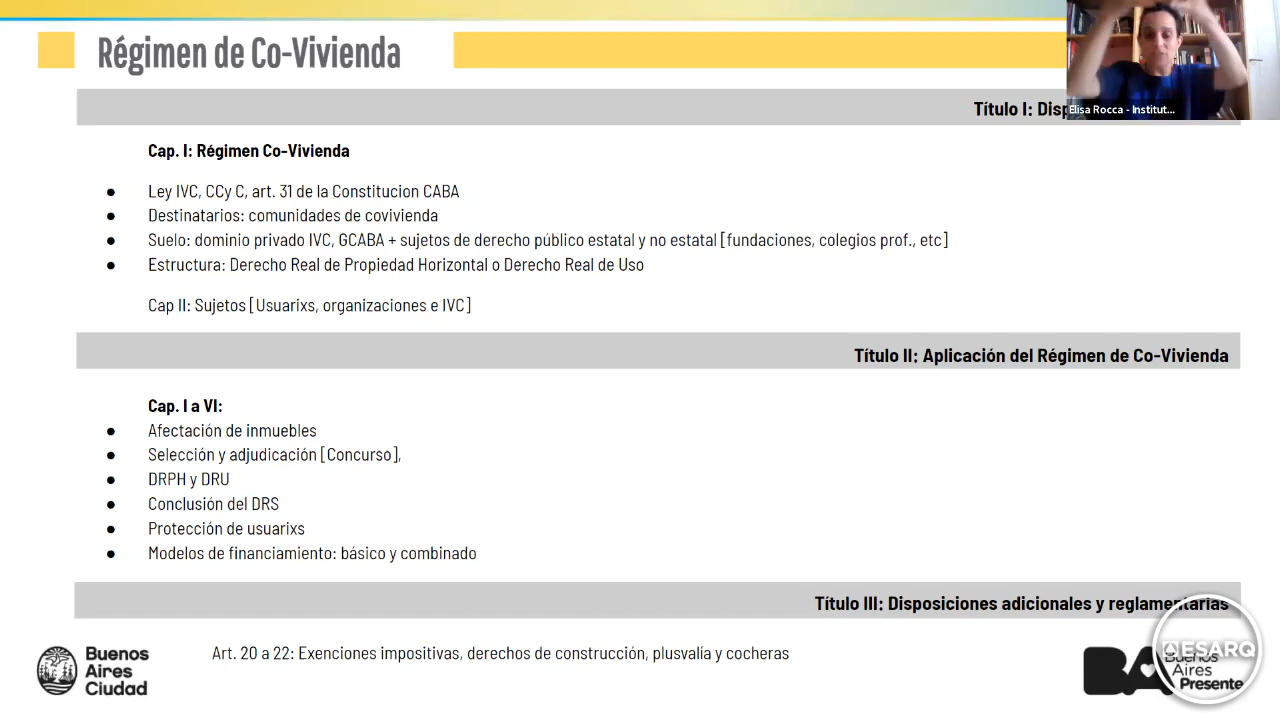 Régimen de Co-Vivienda
Título I: Disp
Elisa Rocca - Institut...
Cap. I: Régimen Co-Vivienda
● Ley IVC, CCy C, art. 31 de la Constitucion CABA
● Destinatarios: comunidades de covivienda
● Suelo: dominio privado IVC, GCABA + sujetos de derecho público estatal y no estatal [fundaciones, colegios prof., etc]
● Estructura: Derecho Real de Propiedad Horizontal o Derecho Real de Uso
Cap II: Sujetos [Usuarixs, organizaciones e IVC]
Título II: Aplicación del Régimen de Co-Vivienda
Cap. I a VI:
● Afectación de inmuebles
● Selección y adjudicación [Concurso],
● DRPH y DRU
● Conclusión del DRS
● Protección de usuarixs
● Modelos de financiamiento: básico y combinado
Título III: Disposiciones adicionales y reglamentarias
Art. 20 a 22: Exenciones impositivas, derechos de construcción, plusvalía y cocheras
Buenos
Aires
Ciudad
BA
Buenos
Aires
Presente
ESARQ